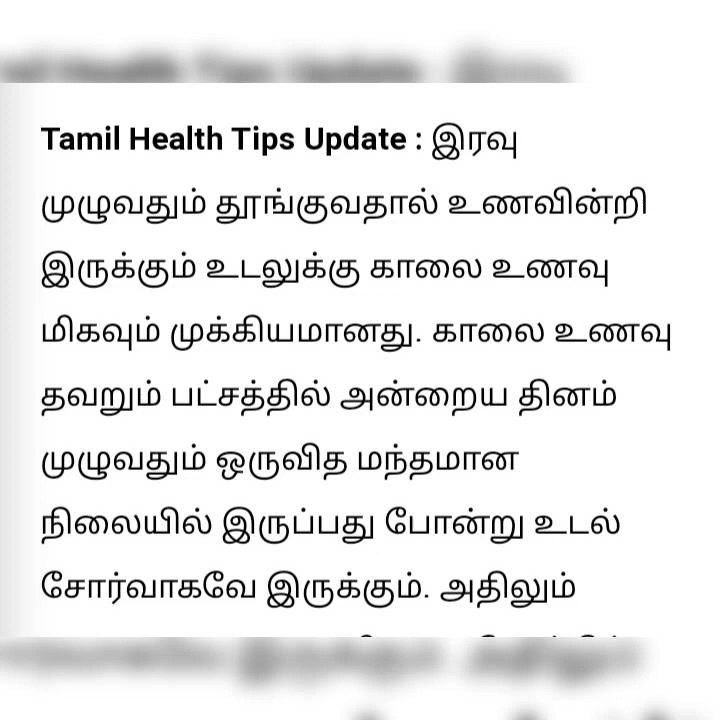 Tamil Health Tips Update : இரவு
முழுவதும் தூங்குவதால் உணவின்றி
இருக்கும் உடலுக்கு காலை உணவு
மிகவும் முக்கியமானது. காலை உணவு
தவறும் பட்சத்தில் அன்றைய தினம்
முழுவதும் ஒருவித மந்தமான
நிலையில் இருப்பது போன்று உடல்
சோர்வாகவே இருக்கும். அதிலும்